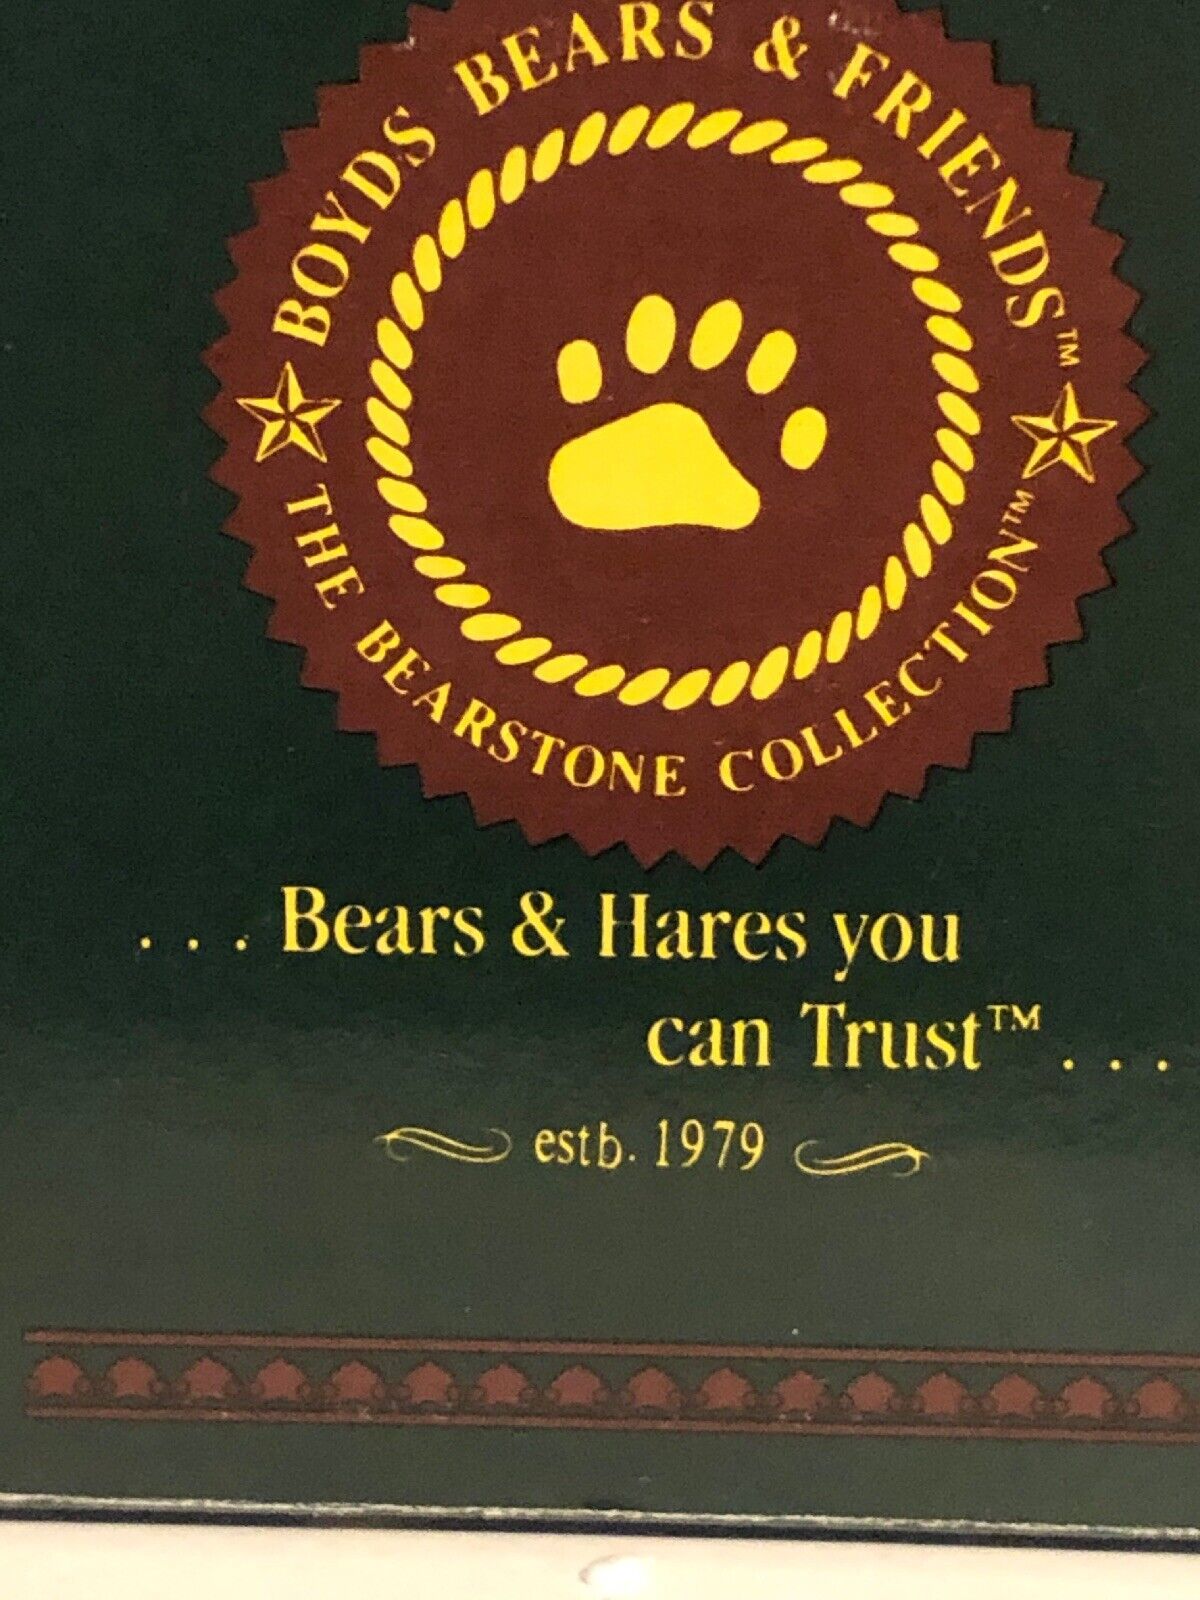 BOYDS BEARS & FRIENDS™
THE BEARSTONE COLLECTION™
. . . Bears & Hares you
can Trust™ . . .
estb. 1979